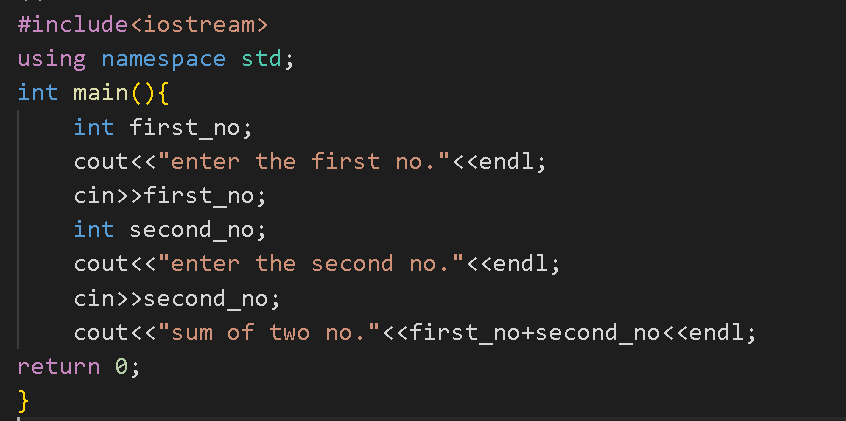 #include<iostream>
using namespace std;
int main(){
    int first_no;
    cout<<"enter the first no."<<endl;
    cin>>first_no;
    int second_no;
    cout<<"enter the second no."<<endl;
    cin>>second_no;
    cout<<"sum of two no."<<first_no+second_no<<endl;
return 0;
}